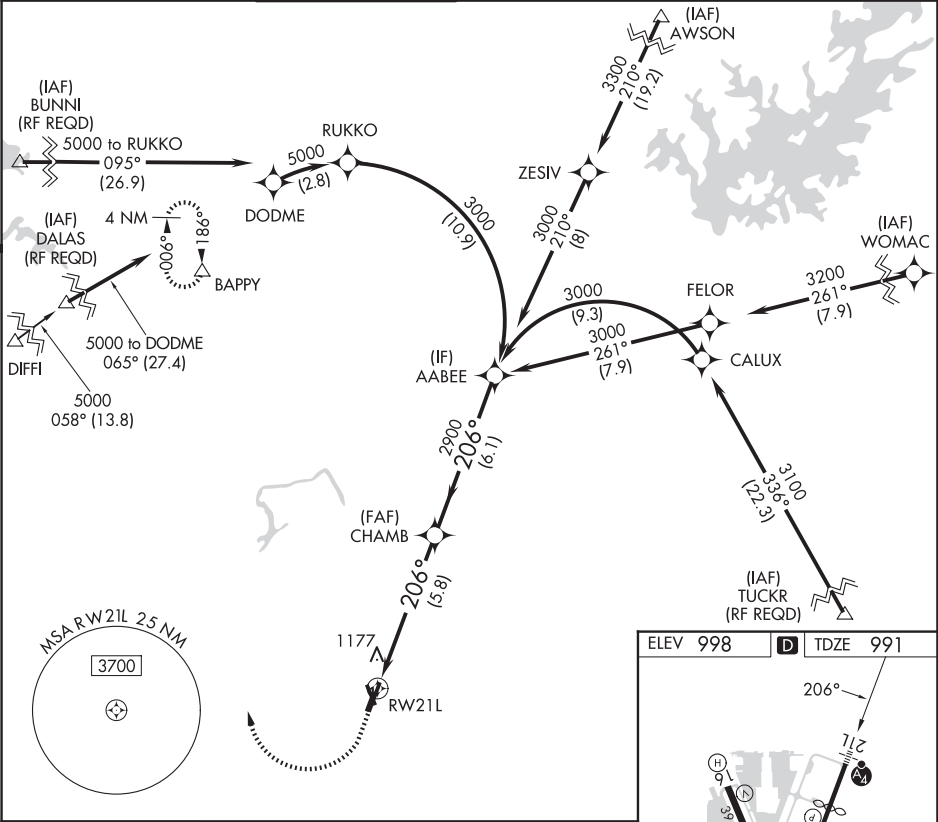 (IAF)
AWSON
3300
210°
(19.2)
(IAF)
BUNNI
(RF REQD)
5000 to RUKKO
095°
(26.9)
RUKKO
5000
(2.8)
DODME
3000
(10.9)
ZESIV
3000
210°
(8)
(IAF)
WOMAC
3200
261°
(7.9)
4 NM
006°
186°
BAPPY
(IAF)
DALAS
(RF REQD)
DIFFI
5000 to DODME
065° (27.4)
5000
058° (13.8)
FELOR
3000
(9.3)
3000
261°
(7.9)
CALUX
(IF)
AABEE
2900
206°
(6.1)
3100
336°
(22.3)
(FAF)
CHAMB
206°
(5.8)
(IAF)
TUCKR
(RF REQD)
1177
RW21L
MSA RW21L 25 NM
3700
ELEV 998
D
TDZE 991
206°
21L
A4
H
16
P
39